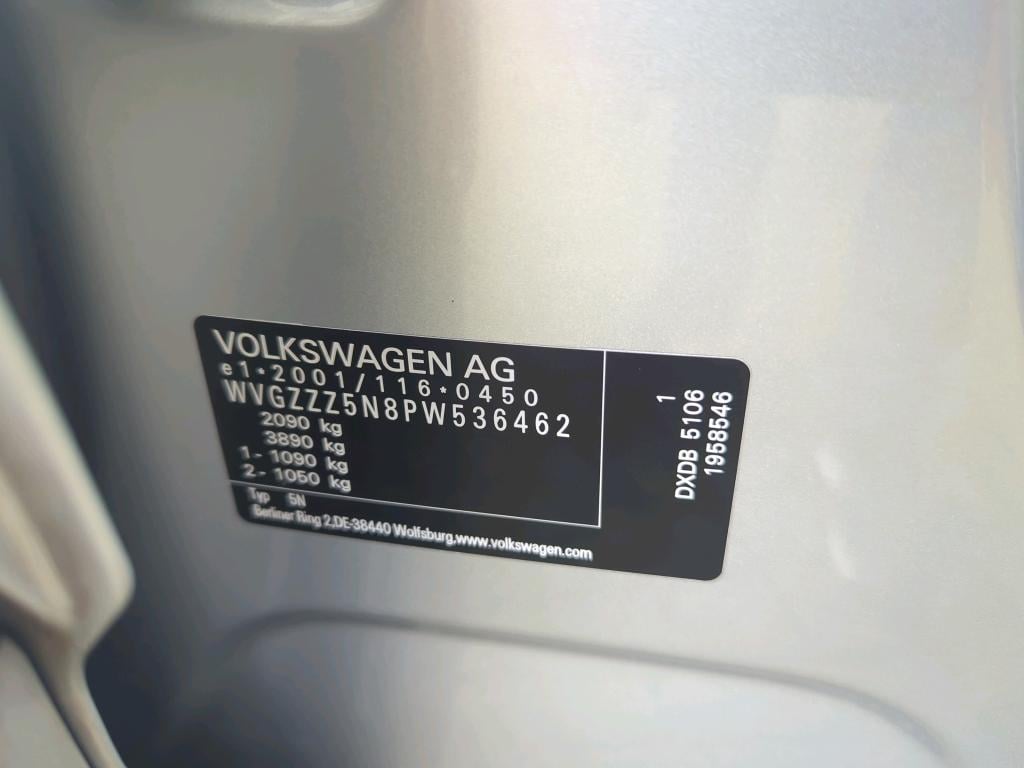 VOLKSWAGEN AG
e1*2001/116*0450
WVGZZZ5N8PW536462
2090 kg
3890 kg
1- 1090 kg
2- 1050 kg
Typ 5N
Berliner Ring 2,DE-38440 Wolfsburg,www.volkswagen.com
1
DXDB 5106
1958546